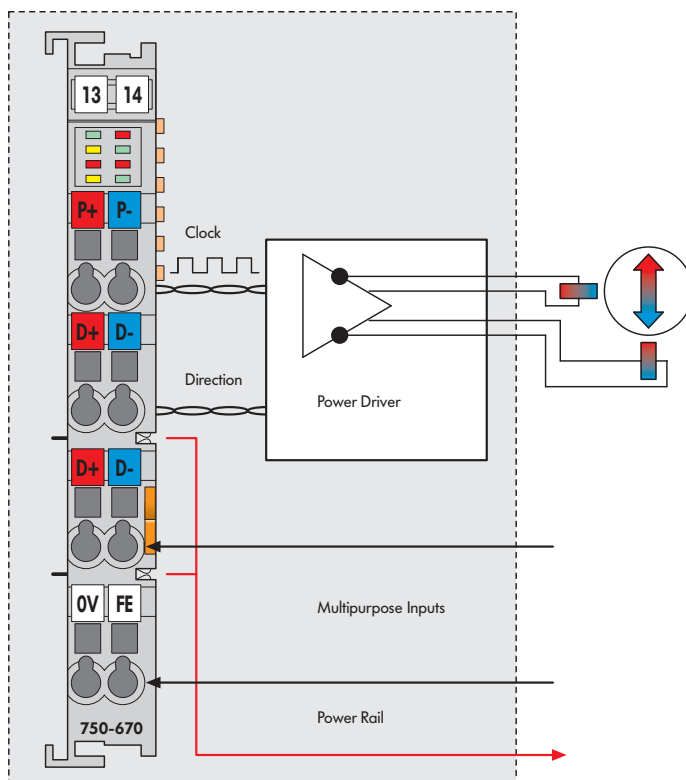 13 14
P+ P-
Clock
D+ D-
Direction
Power Driver
D+ D-
0V FE
Multipurpose Inputs
Power Rail
750-670